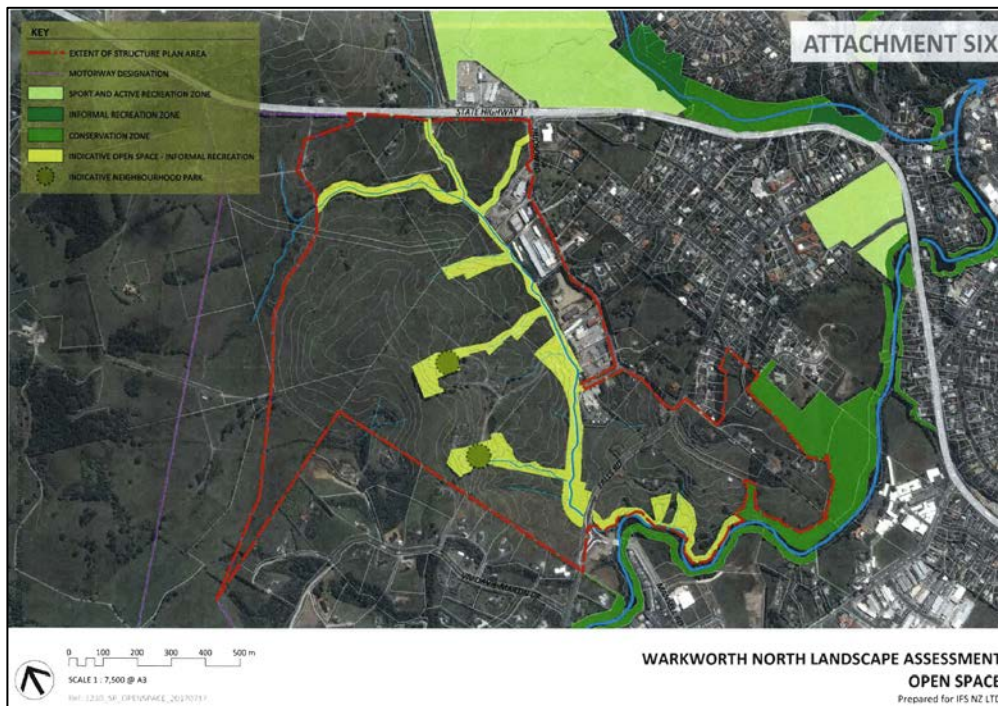 ATTACHMENT SIX
KEY
EXTENT OF STRUCTURE PLAN AREA
MOTORWAY DESIGNATION
SPORT AND ACTIVE RECREATION ZONE
INFORMAL RECREATION ZONE
CONSERVATION ZONE
INDICATIVE OPEN SPACE - INFORMAL RECREATION
INDICATIVE NEIGHBOURHOOD PARK
STATE HIGHWAY 1
FALLS RD
0 100 200 300 400 500 m
SCALE 1 : 7,500 @ A3
WARKWORTH NORTH LANDSCAPE ASSESSMENT
OPEN SPACE
Prepared for IFS NZ LTD